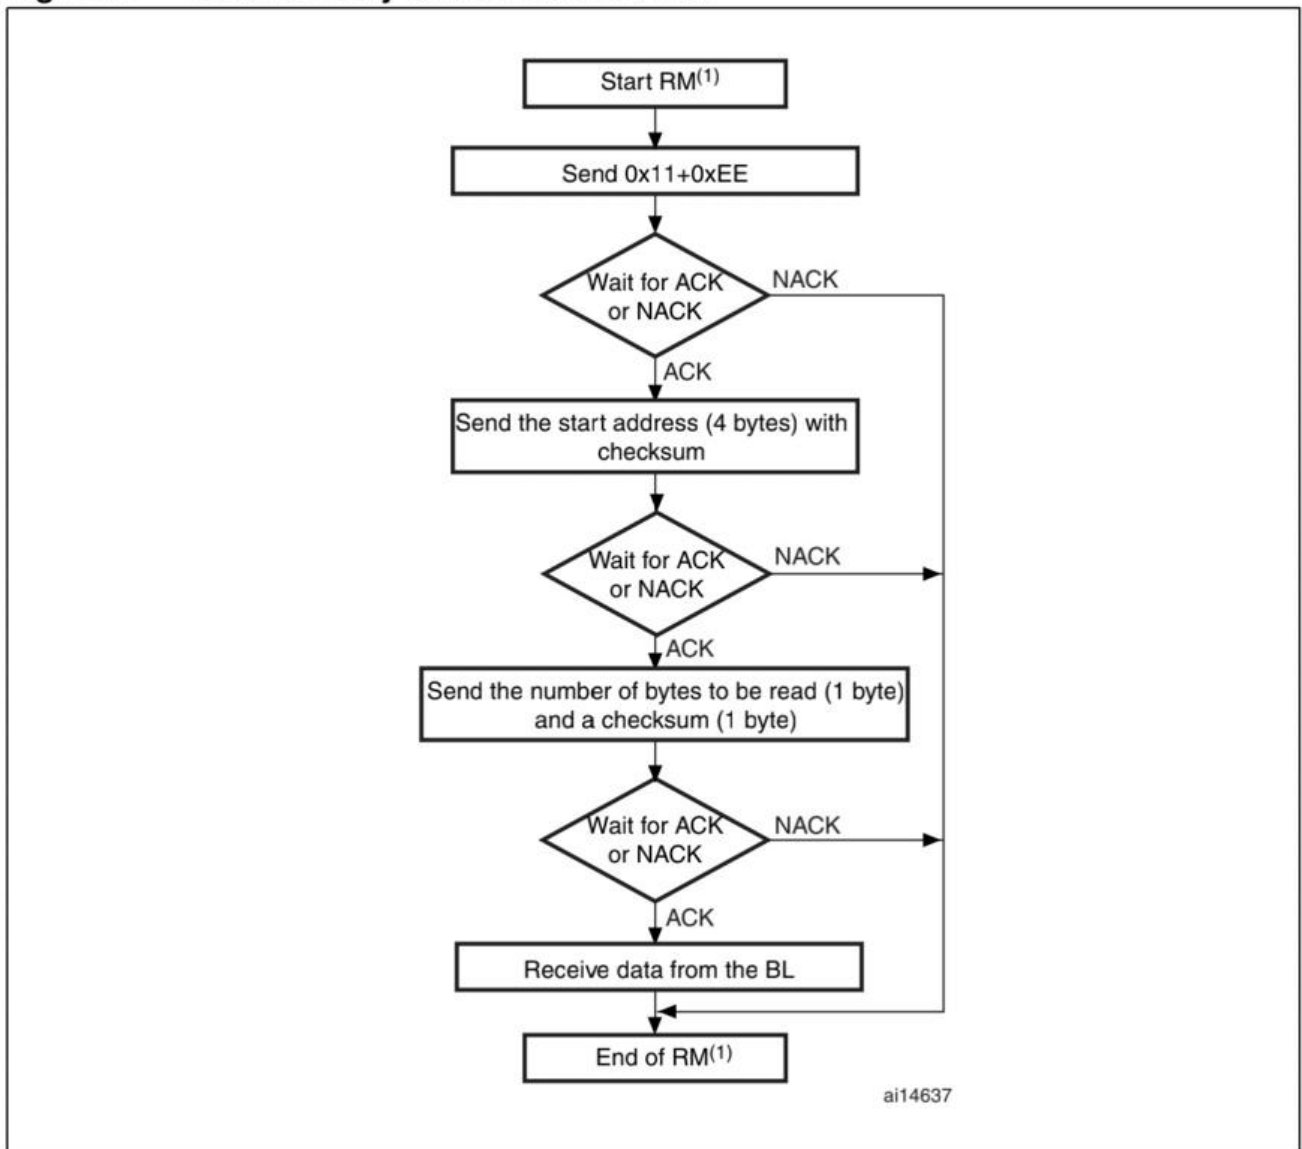 Start RM(1)
Send 0x11+0xEE
Wait for ACK
or NACK
NACK
ACK
Send the start address (4 bytes) with
checksum
Wait for ACK
or NACK
NACK
ACK
Send the number of bytes to be read (1 byte)
and a checksum (1 byte)
Wait for ACK
or NACK
NACK
ACK
Receive data from the BL
End of RM(1)
ai14637